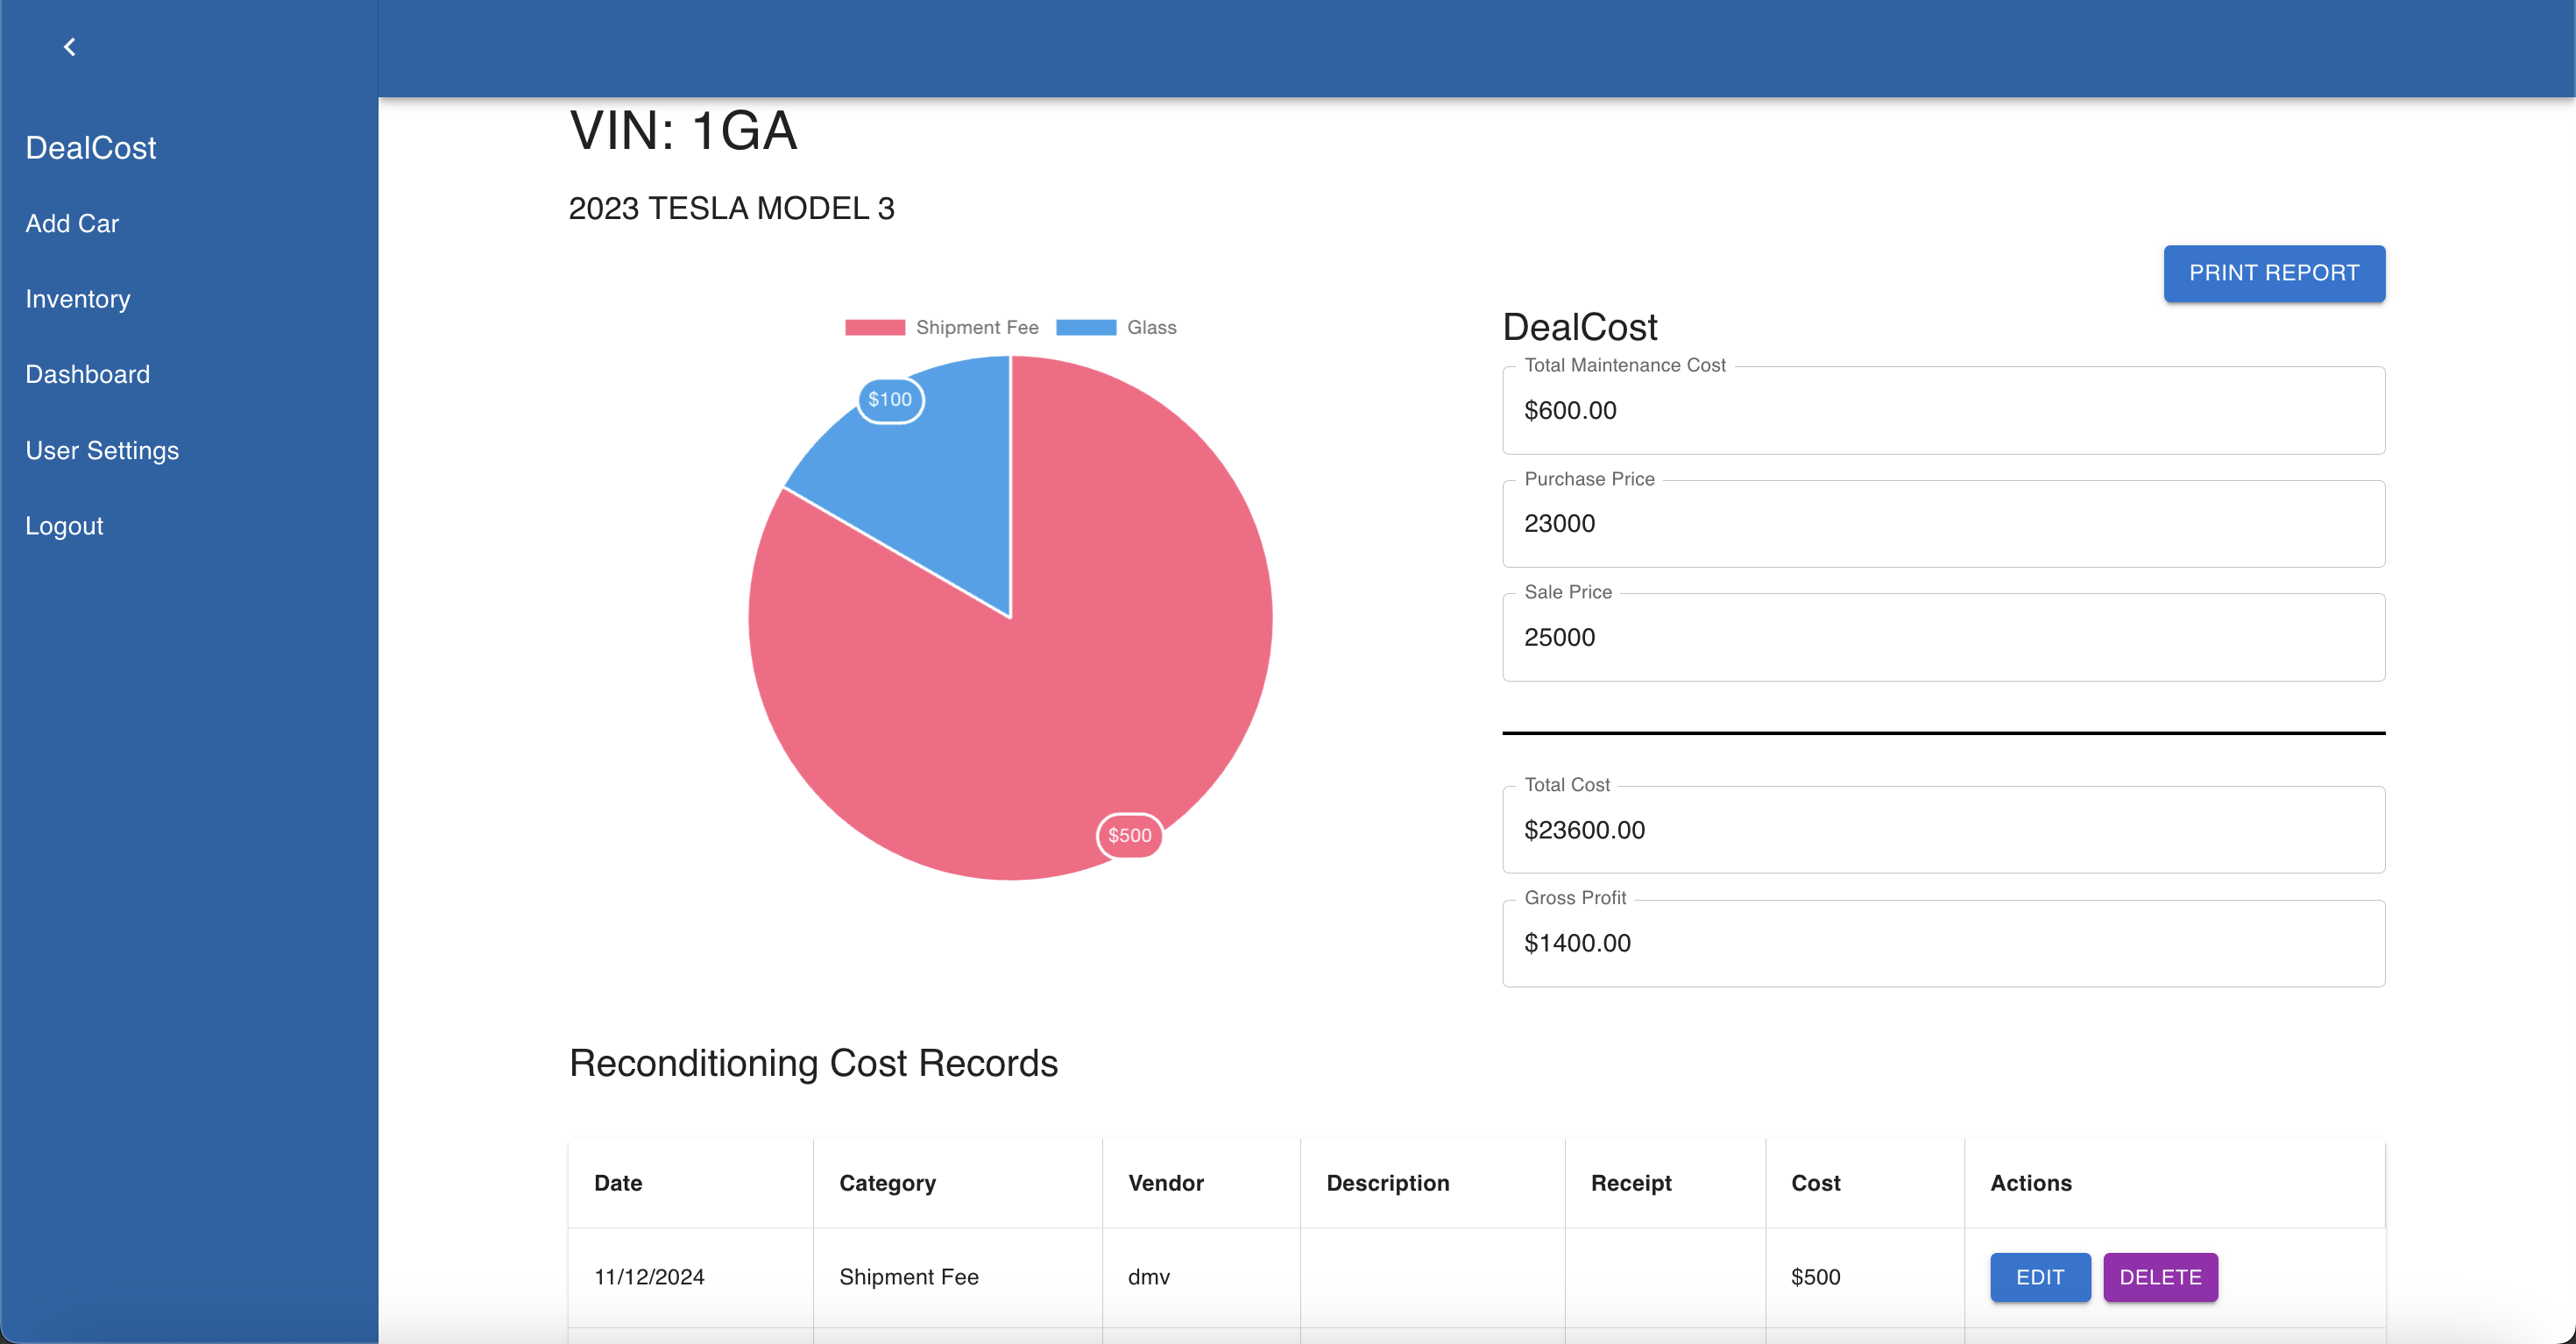 DealCost
Add Car
Inventory
Dashboard
User Settings
Logout
VIN: 1GA
2023 TESLA MODEL 3
PRINT REPORT
Shipment Fee Glass
$100
$500
DealCost
Total Maintenance Cost
$600.00
Purchase Price
23000
Sale Price
25000
Total Cost
$23600.00
Gross Profit
$1400.00
Reconditioning Cost Records
Date Category Vendor Description Receipt Cost Actions
11/12/2024 Shipment Fee dmv $500 EDIT DELETE